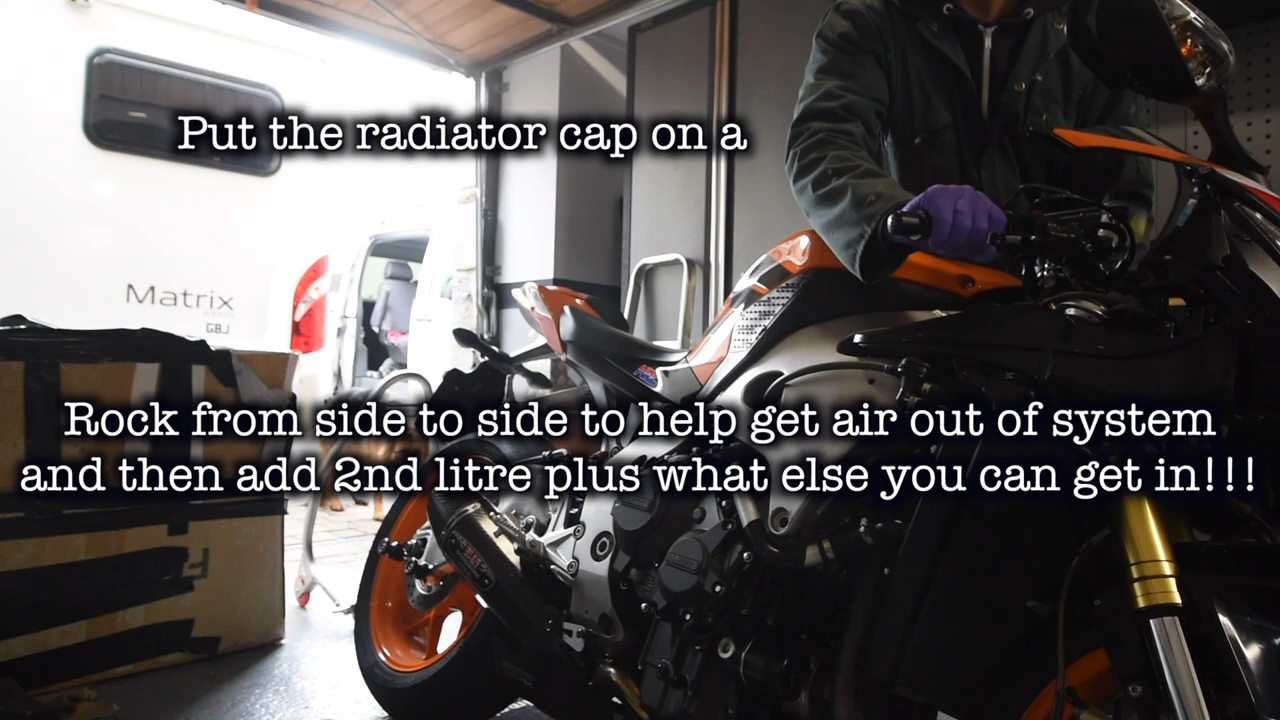 Put the radiator cap on a
Matrix
GBJ
Rock from side to side to help get air out of system
and then add 2nd litre plus what else you can get in!!!